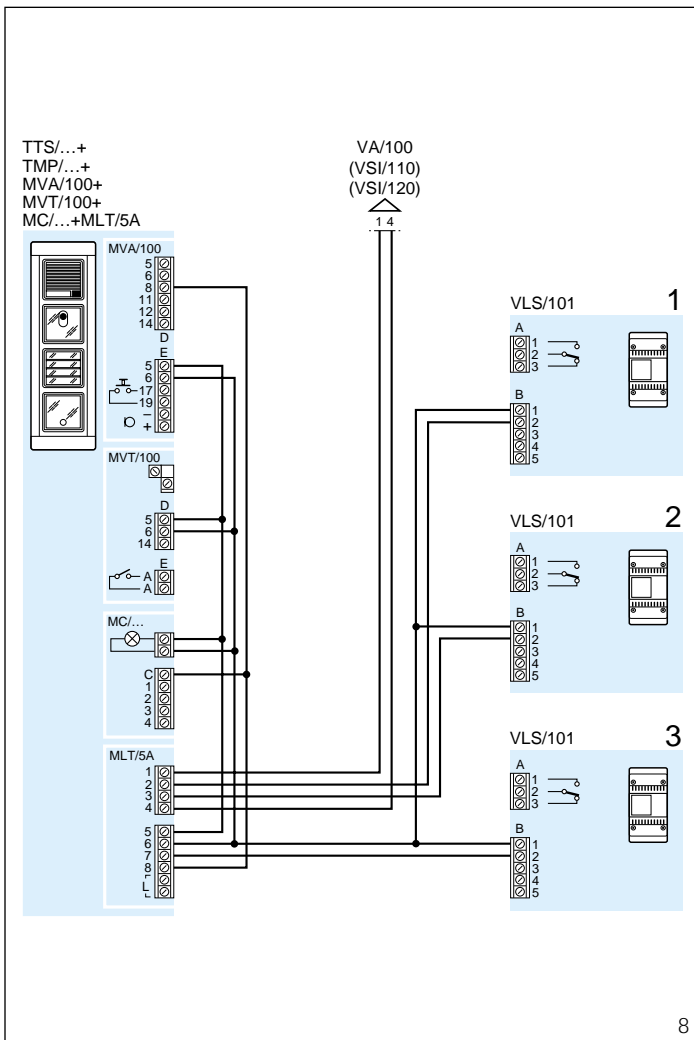 TTS/…+
TMP/…+
MVA/100+
MVT/100+
MC/…+MLT/5A
VA/100
(VSI/110)
(VSI/120)
1 4
MVA/100
5
6
8
11
12
14
D
E
5
6
17
19
–
+
MVT/100
D
5
6
14
E
A
A
MC/…
C
1
2
3
4
MLT/5A
1
2
3
4
5
6
7
8
L
VLS/101 1
A
1
2
3
B
1
2
3
4
5
VLS/101 2
A
1
2
3
B
1
2
3
4
5
VLS/101 3
A
1
2
3
B
1
2
3
4
5
8